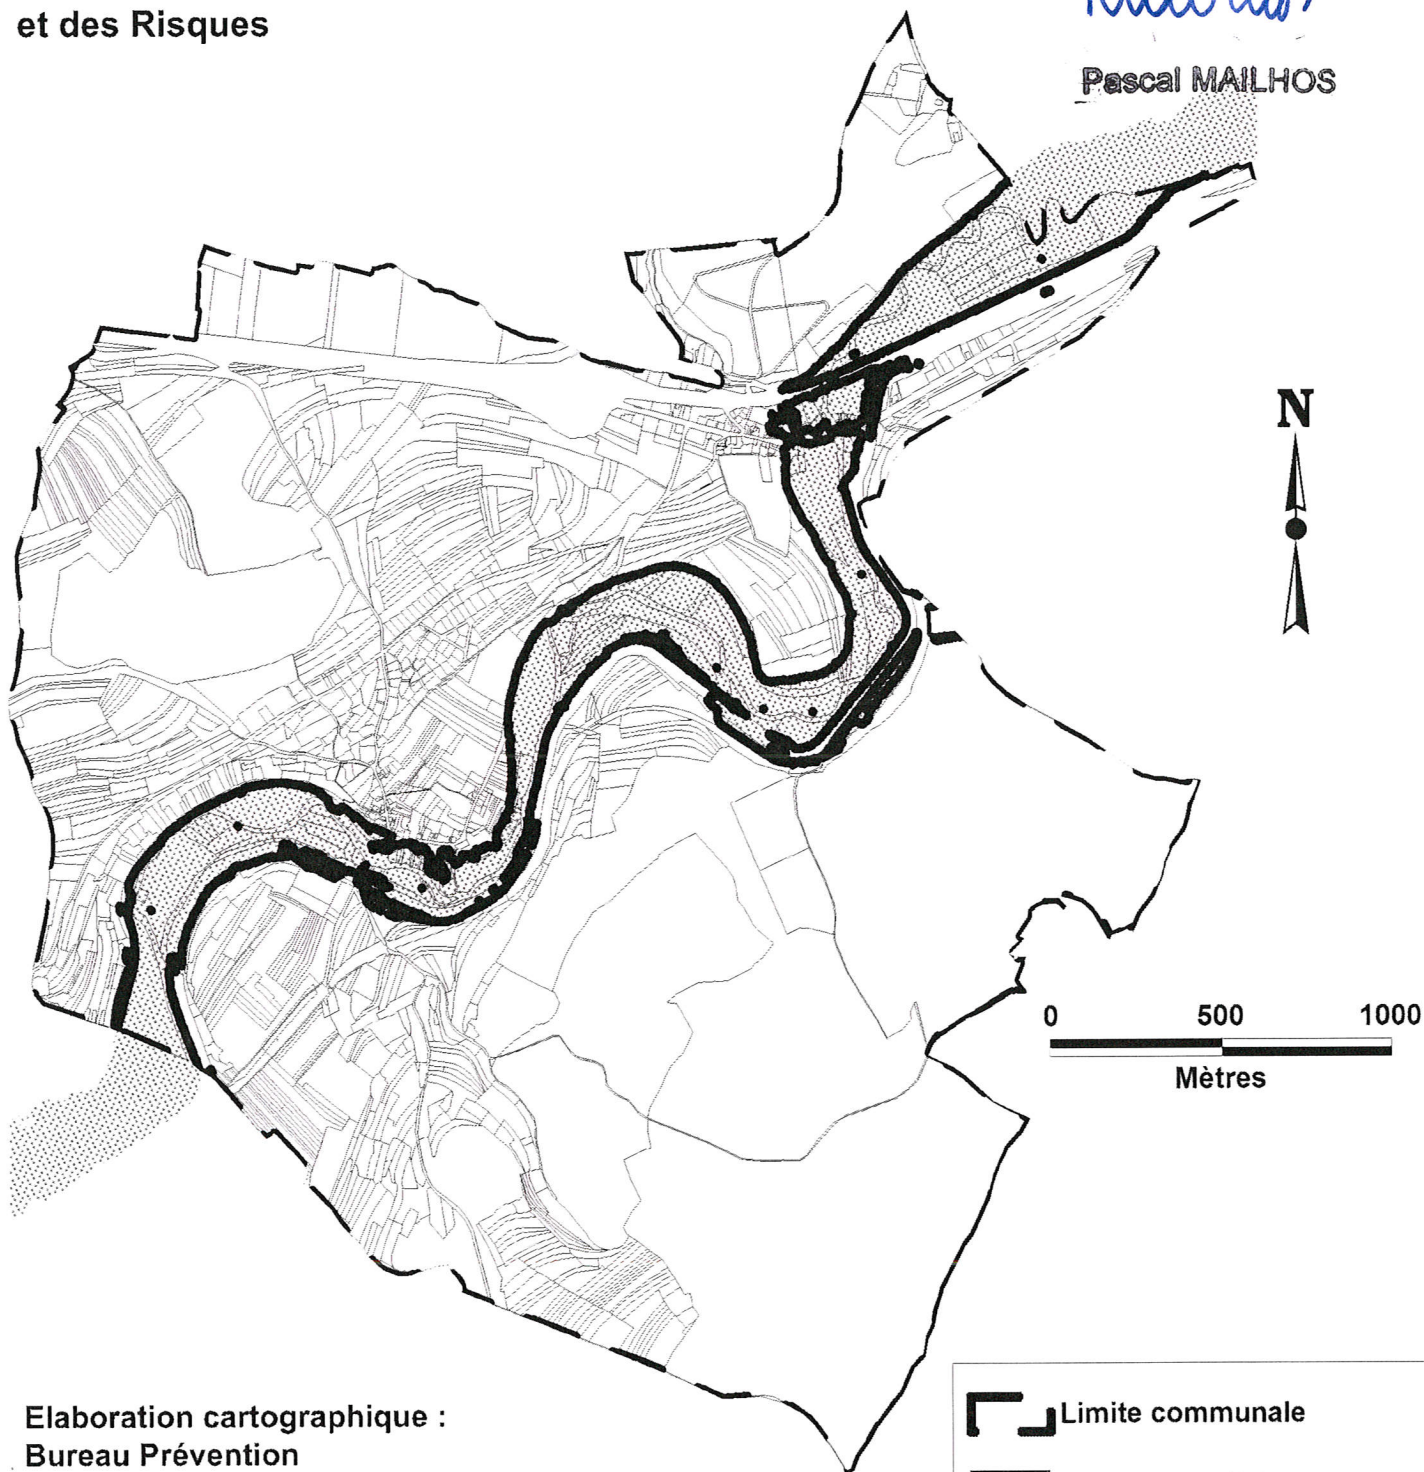 et des Risques
Pascal MAILHOS
N
0 500 1000
Mètres
Elaboration cartographique :
Bureau Prévention
Limite communale